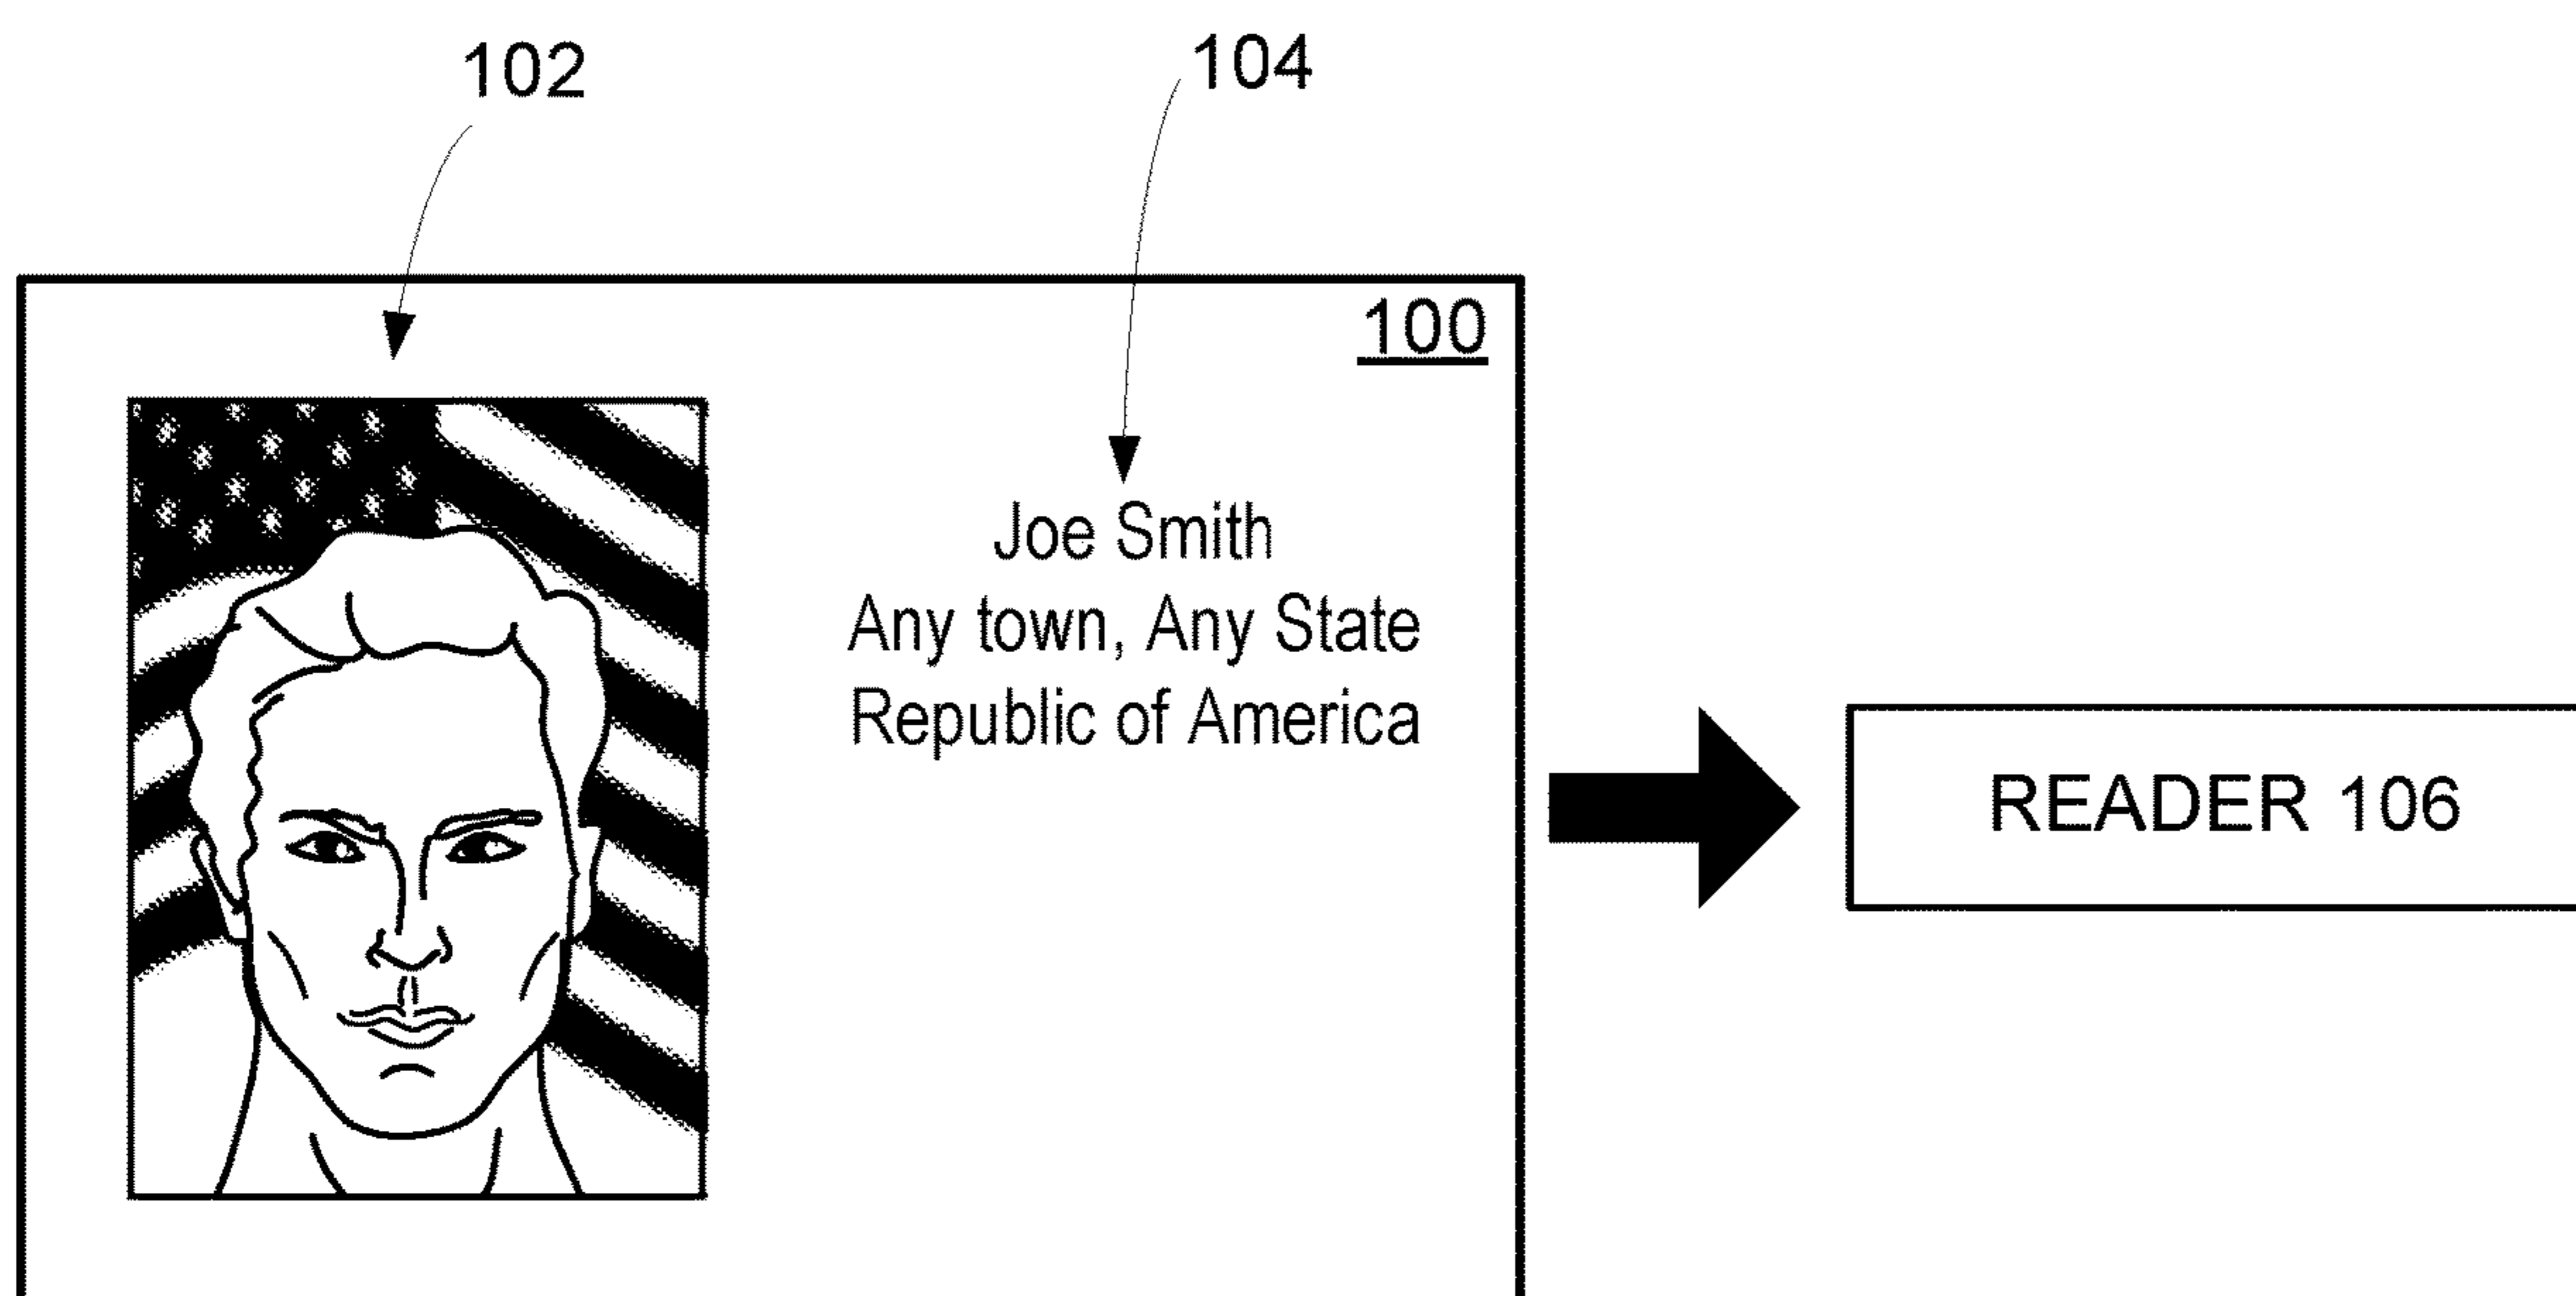 102
104
100
Joe Smith
Any town, Any State
Republic of America
READER 106